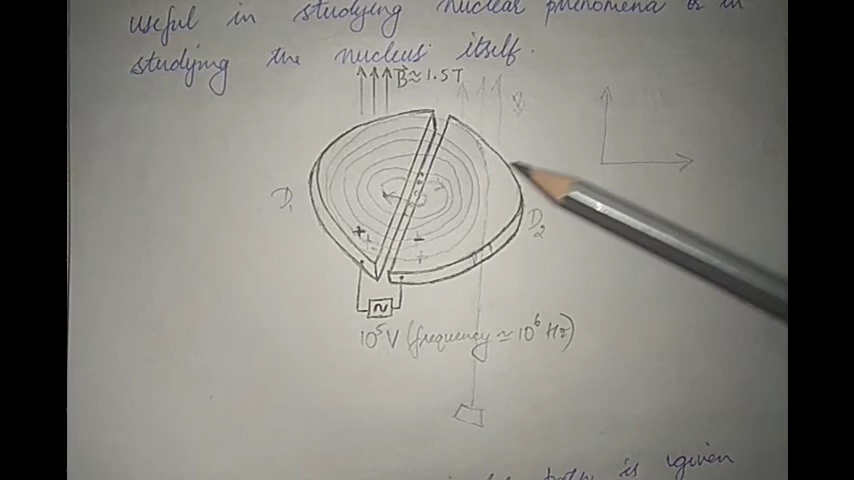 useful in studying nuclear phenomena or in
studying the nucleus itself.
B ≈ 1.5T
B
D₁
D₂
10⁵V (frequency ≈ 10⁶ Hz)
path is given